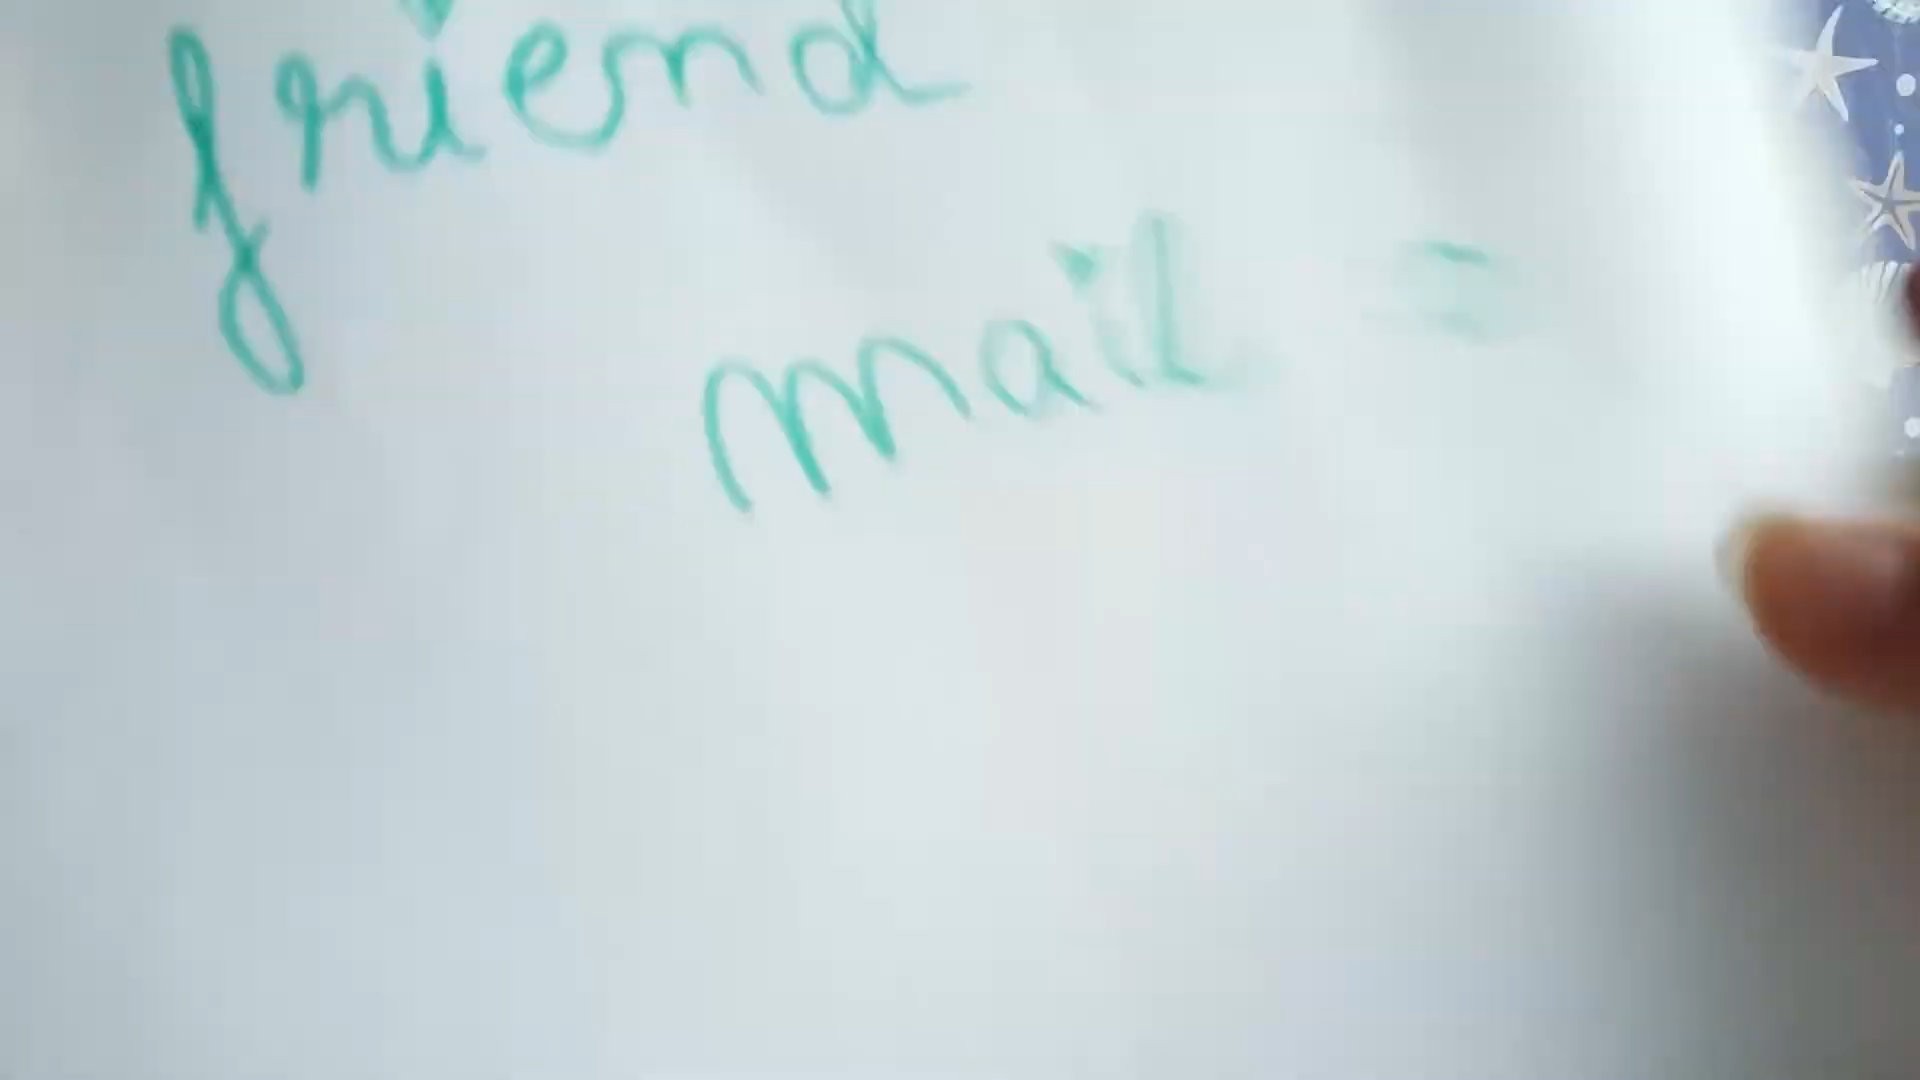 friend
mail =